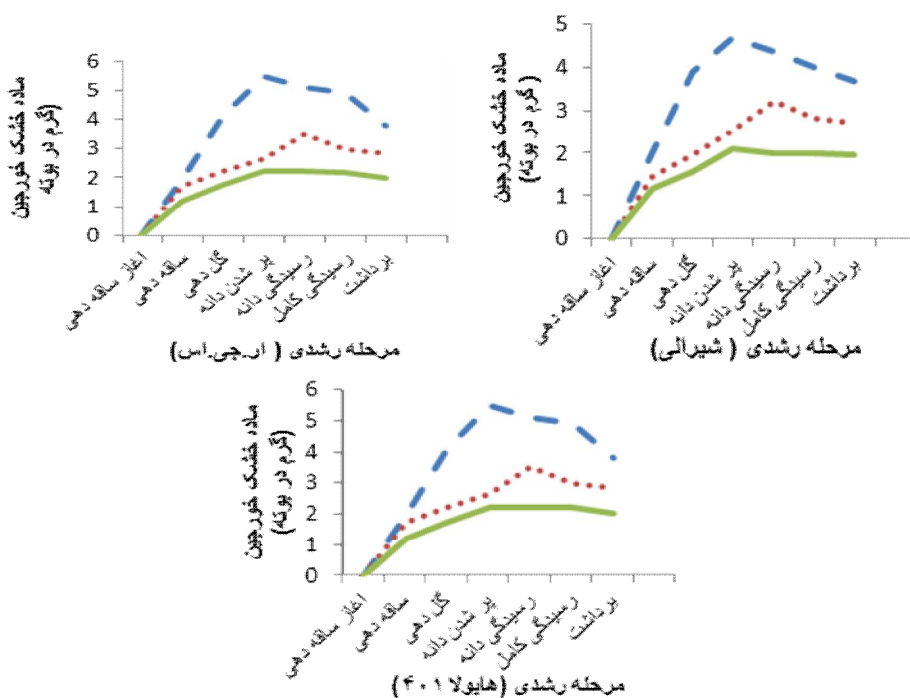 6
5
4
3
2
1
0
ماده خشک خورجین
(گرم در بوته
آغاز ساقه دهی
ساقه دهی
گل دهی
پر شدن دانه
رسیدگی دانه
رسیدگی کامل
برداشت
مرحله رشدی ( ار.جی.اس)
5
4
3
2
1
0
ماده خشک خورجین
(گرم در بوته )
آغاز ساقه دهی
ساقه دهی
گل دهی
پر شدن دانه
رسیدگی دانه
رسیدگی کامل
برداشت
مرحله رشدی ( شیرالی)
6
5
4
3
2
1
0
ماده خشک خورجین
(گرم در بوته)
آغاز ساقه دهی
ساقه دهی
گل دهی
پر شدن دانه
رسیدگی دانه
رسیدگی کامل
برداشت
مرحله رشدی (هایولا ۴۰۱)